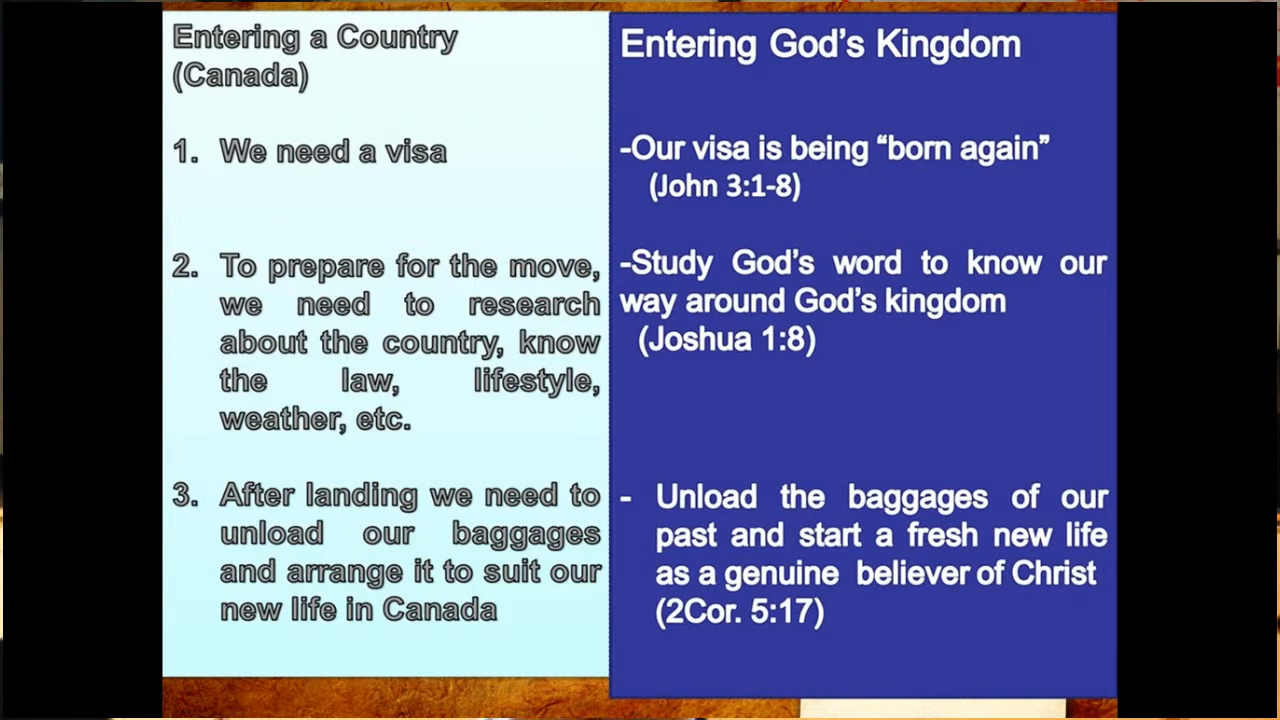 Entering a Country
(Canada)
1. We need a visa
2. To prepare for the move,
we need to research
about the country, know
the law, lifestyle,
weather, etc.
3. After landing we need to
unload our baggages
and arrange it to suit our
new life in Canada
Entering God’s Kingdom
-Our visa is being “born again”
(John 3:1-8)
-Study God’s word to know our
way around God’s kingdom
(Joshua 1:8)
- Unload the baggages of our
past and start a fresh new life
as a genuine believer of Christ
(2Cor. 5:17)